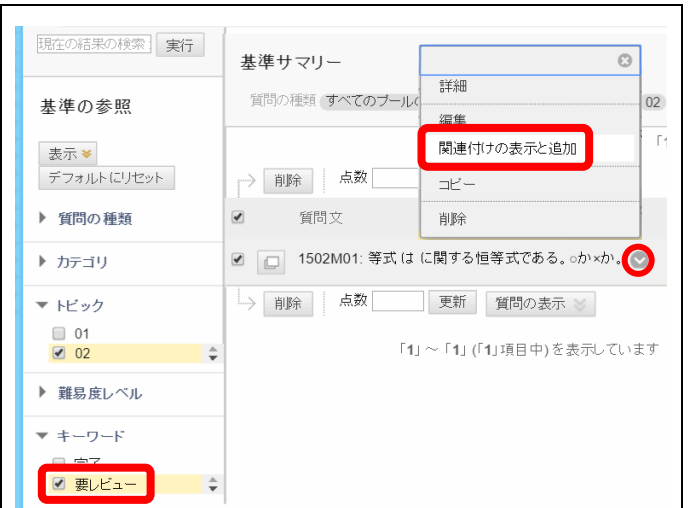 現在の結果の検索:
実行
基準の参照
表示
デフォルトにリセット
質問の種類
カテゴリ
トピック
01
02
難易度レベル
キーワード
完了
要レビュー
基準サマリー
質問の種類 すべてのプールの
02
詳細
編集
関連付けの表示と追加
コピー
削除
削除 点数
質問文
1502M01: 等式 は に関する恒等式である。○か×か。
削除 点数 更新 質問の表示
「1」~「1」(「1」項目中)を表示しています